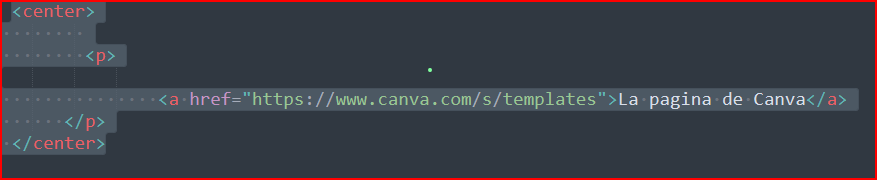 <center>
<p>
<a href="https://www.canva.com/s/templates">La pagina de Canva</a>
</p>
</center>